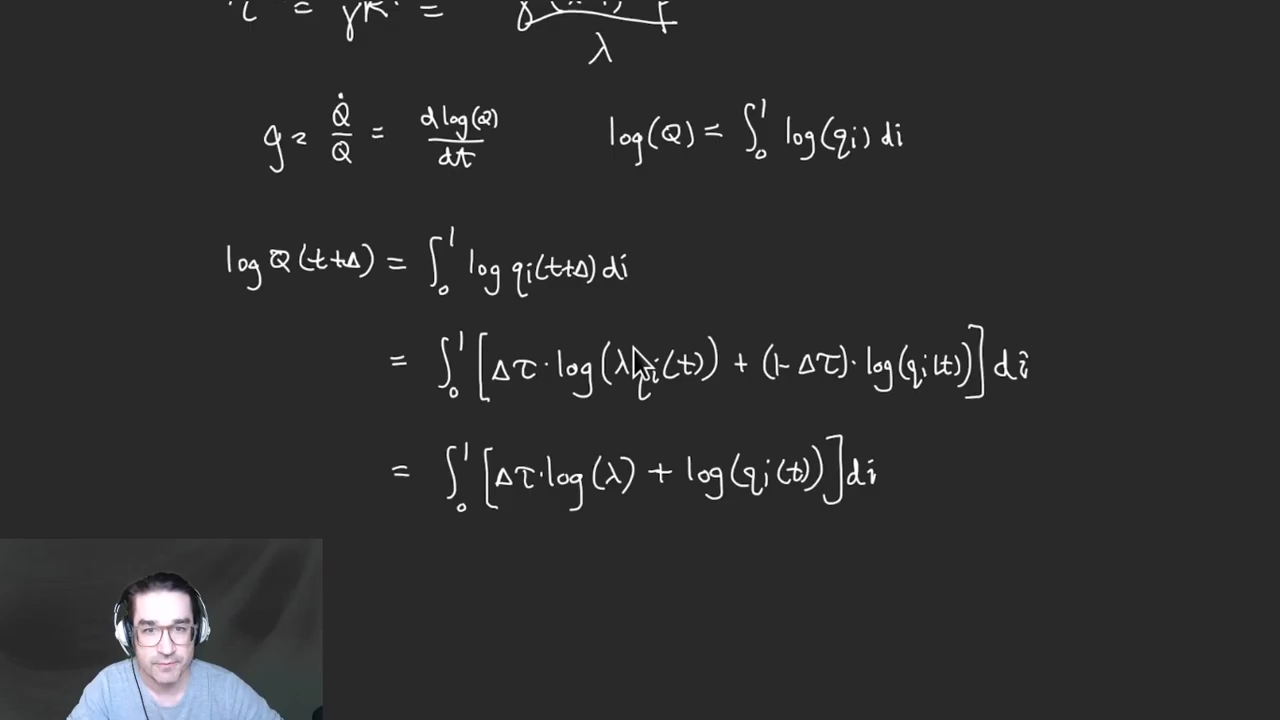 = γκ =
λ
g = Q̇/Q = d log(Q)/dt log(Q) = ∫₀¹ log(qi) di
log Q(t+Δ) = ∫₀¹ log qi(t+Δ) di
= ∫₀¹ [Δτ · log(λqi(t)) + (1-Δτ) · log(qi(t))] di
= ∫₀¹ [Δτ · log(λ) + log(qi(t))] di